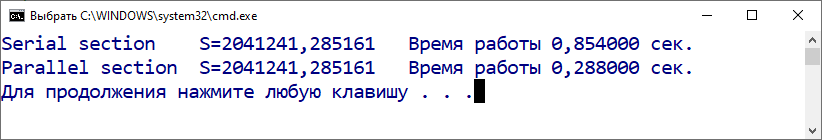 Выбрать C:\WINDOWS\system32\cmd.exe
Serial section    S=2041241,285161   Время работы 0,854000 сек.
Parallel section  S=2041241,285161   Время работы 0,288000 сек.
Для продолжения нажмите любую клавишу . . .